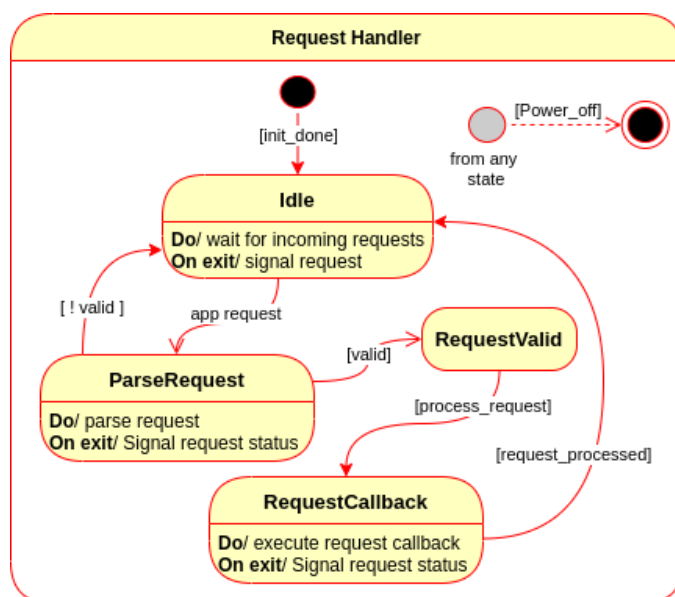 Request Handler
[init_done]
[Power_off]
from any
state
Idle
Do/ wait for incoming requests
On exit/ signal request
[ ! valid ]
app request
[valid]
RequestValid
ParseRequest
Do/ parse request
On exit/ Signal request status
[process_request]
[request_processed]
RequestCallback
Do/ execute request callback
On exit/ Signal request status